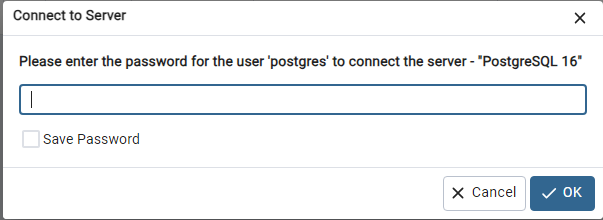 Connect to Server
Please enter the password for the user 'postgres' to connect the server - "PostgreSQL 16"
Save Password
Cancel
OK